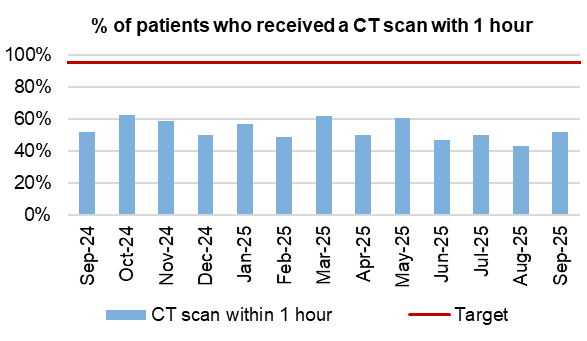 % of patients who received a CT scan with 1 hour
100%
80%
60%
40%
20%
0%
Sep-24
Oct-24
Nov-24
Dec-24
Jan-25
Feb-25
Mar-25
Apr-25
May-25
Jun-25
Jul-25
Aug-25
Sep-25
CT scan within 1 hour
Target